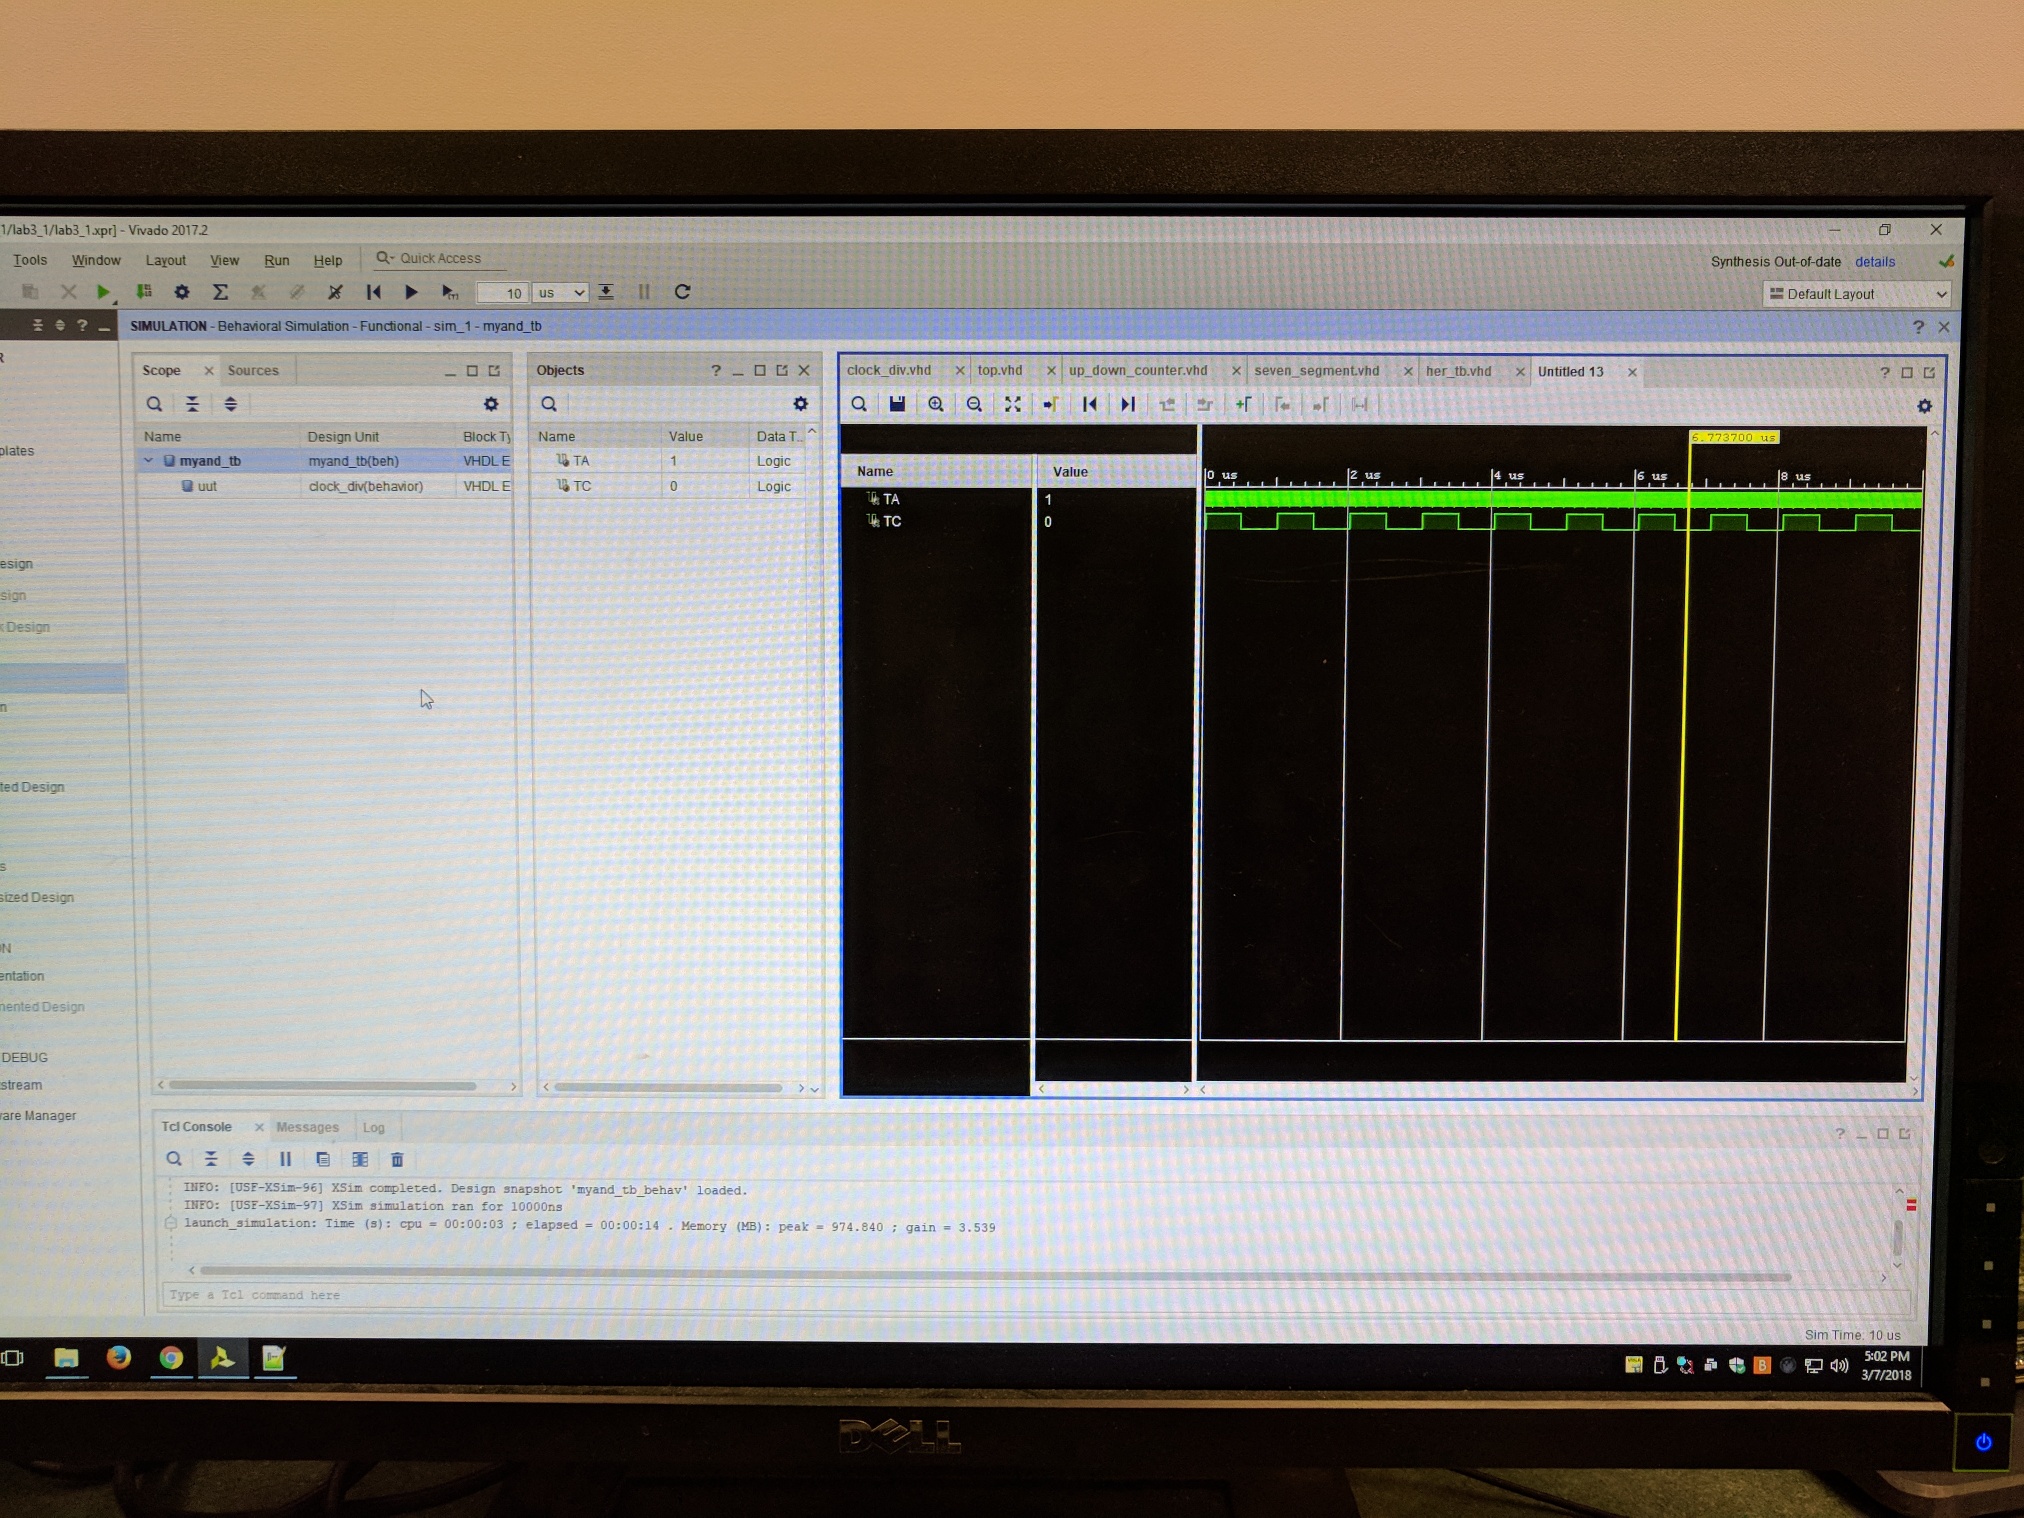 1/lab3_1/lab3_1.xpr] - Vivado 2017.2
Tools Window Layout View Run Help Quick Access
Synthesis Out-of-date details
10 us
Default Layout
SIMULATION - Behavioral Simulation - Functional - sim_1 - myand_tb
Scope Sources
Name Design Unit Block Ty
myand_tb myand_tb(beh) VHDL E
uut clock_div(behavior) VHDL E
Objects
Name Value Data T...
TA 1 Logic
TC 0 Logic
clock_div.vhd top.vhd up_down_counter.vhd seven_segment.vhd her_tb.vhd Untitled 13
6.773700 us
Name Value
0 us 2 us 4 us 6 us 8 us
TA 1
TC 0
plates
esign
sign
Design
n
ted Design
s
sized Design
ON
entation
mented Design
DEBUG
stream
ware Manager
Tcl Console Messages Log
INFO: [USF-XSim-96] XSim completed. Design snapshot 'myand_tb_behav' loaded.
INFO: [USF-XSim-97] XSim simulation ran for 10000ns
launch_simulation: Time (s): cpu = 00:00:03 ; elapsed = 00:00:14 . Memory (MB): peak = 974.840 ; gain = 3.539
Type a Tcl command here
Sim Time: 10 us
5:02 PM
3/7/2018
DELL